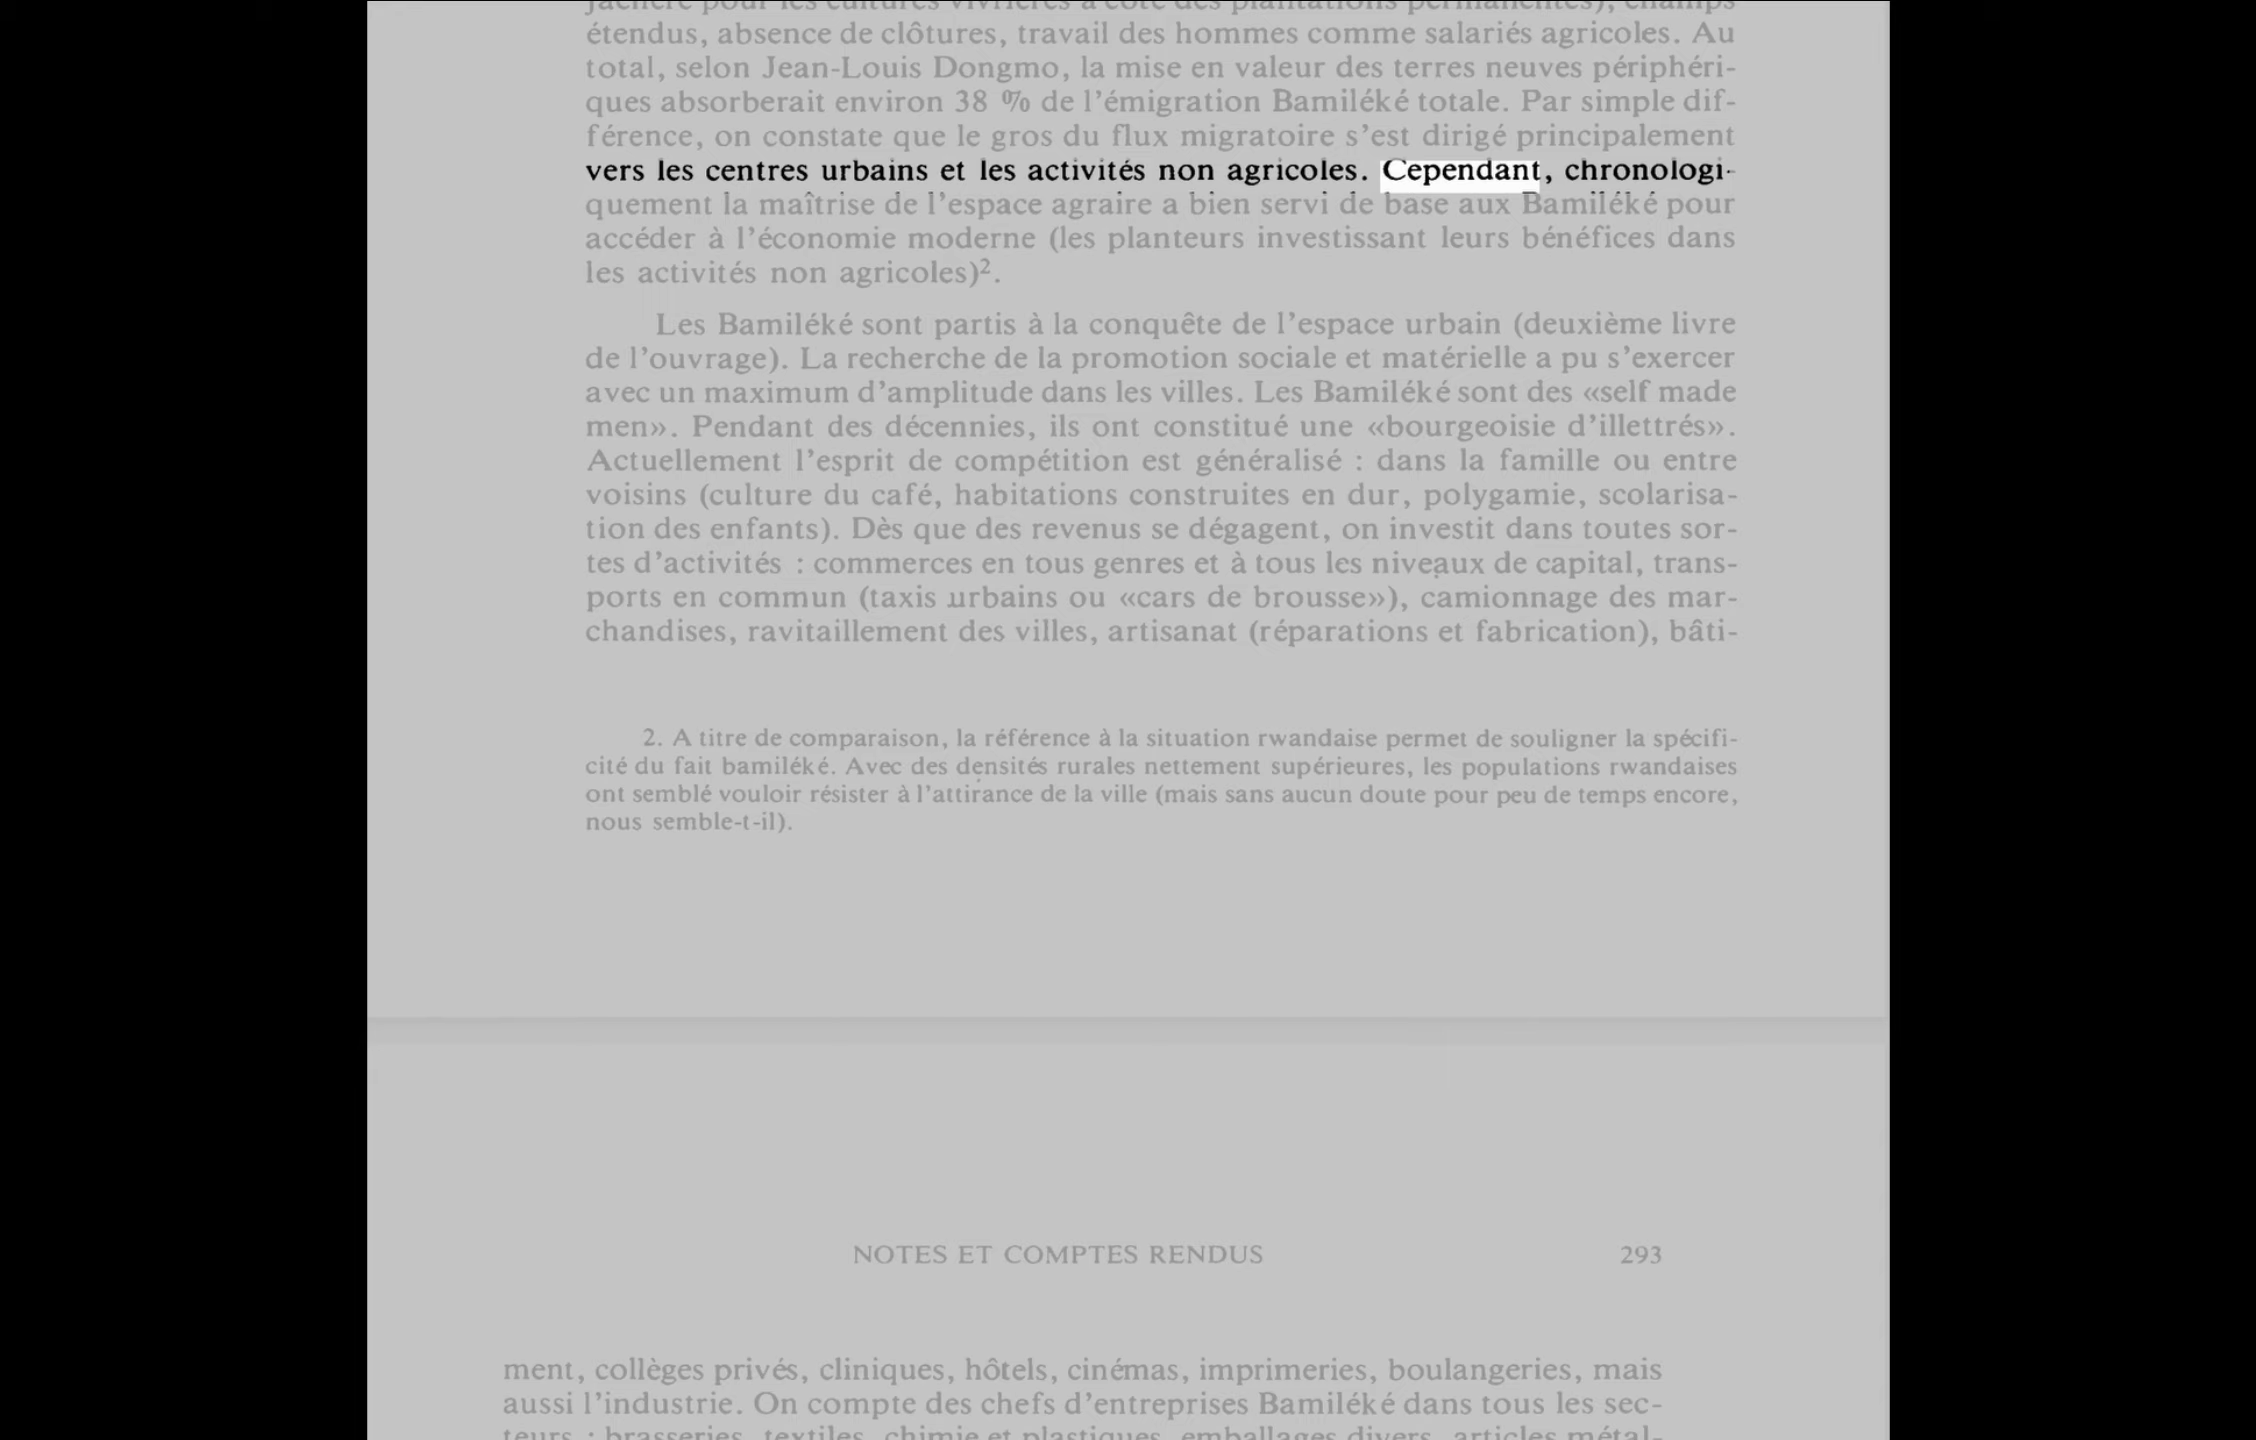 jachère pour les cultures vivrières à côté des plantations permanentes), champs
étendus, absence de clôtures, travail des hommes comme salariés agricoles. Au
total, selon Jean-Louis Dongmo, la mise en valeur des terres neuves périphéri-
ques absorberait environ 38 % de l’émigration Bamiléké totale. Par simple dif-
férence, on constate que le gros du flux migratoire s’est dirigé principalement
vers les centres urbains et les activités non agricoles. Cependant, chronologi-
quement la maîtrise de l’espace agraire a bien servi de base aux Bamiléké pour
accéder à l’économie moderne (les planteurs investissant leurs bénéfices dans
les activités non agricoles)².
Les Bamiléké sont partis à la conquête de l’espace urbain (deuxième livre
de l’ouvrage). La recherche de la promotion sociale et matérielle a pu s’exercer
avec un maximum d’amplitude dans les villes. Les Bamiléké sont des «self made
men». Pendant des décennies, ils ont constitué une «bourgeoisie d’illettrés».
Actuellement l’esprit de compétition est généralisé : dans la famille ou entre
voisins (culture du café, habitations construites en dur, polygamie, scolarisa-
tion des enfants). Dès que des revenus se dégagent, on investit dans toutes sor-
tes d’activités : commerces en tous genres et à tous les niveaux de capital, trans-
ports en commun (taxis urbains ou «cars de brousse»), camionnage des mar-
chandises, ravitaillement des villes, artisanat (réparations et fabrication), bâti-
2. A titre de comparaison, la référence à la situation rwandaise permet de souligner la spécifi-
cité du fait bamiléké. Avec des densités rurales nettement supérieures, les populations rwandaises
ont semblé vouloir résister à l’attirance de la ville (mais sans aucun doute pour peu de temps encore,
nous semble-t-il).
NOTES ET COMPTES RENDUS 293
ment, collèges privés, cliniques, hôtels, cinémas, imprimeries, boulangeries, mais
aussi l’industrie. On compte des chefs d’entreprises Bamiléké dans tous les sec-
teurs : brasseries, textiles, chimie et plastiques, emballages divers, articles métal-